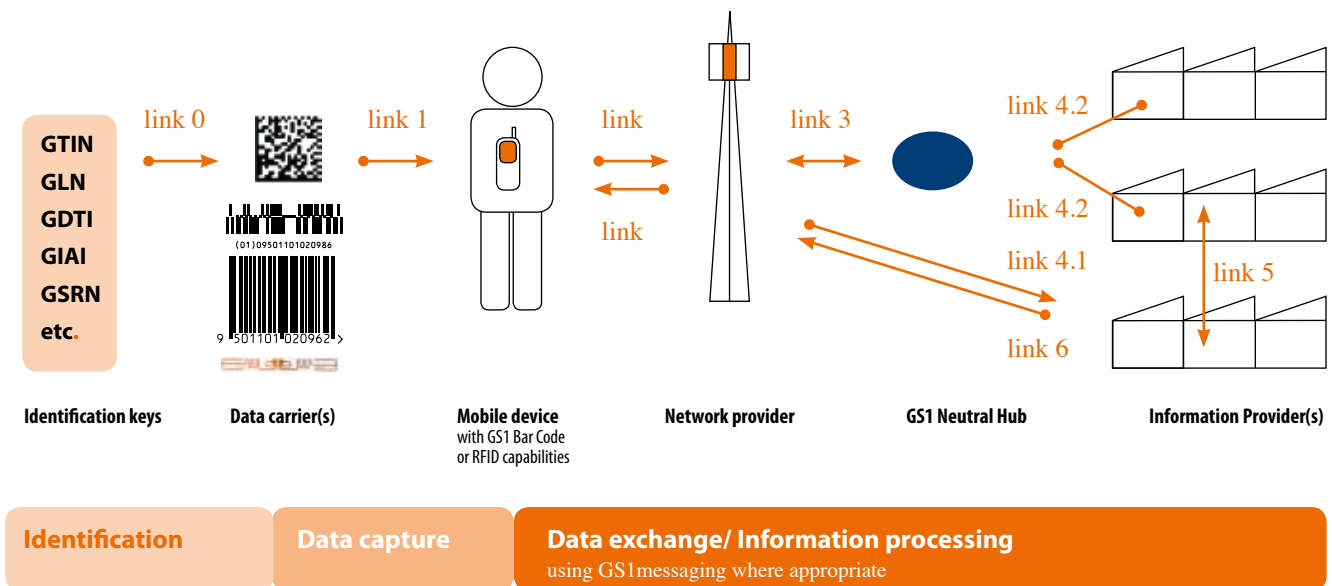 link 0
link 1
link
link 3
link 4.2
GTIN
GLN
GDTI
GIAI
GSRN
etc.
(01)09501101020986
9 501101 020962 >
link
link 4.2
link 4.1
link 5
link 6
Identification keys
Data carrier(s)
Mobile device
with GS1 Bar Code
or RFID capabilities
Network provider
GS1 Neutral Hub
Information Provider(s)
Identification
Data capture
Data exchange/ Information processing
using GS1messaging where appropriate